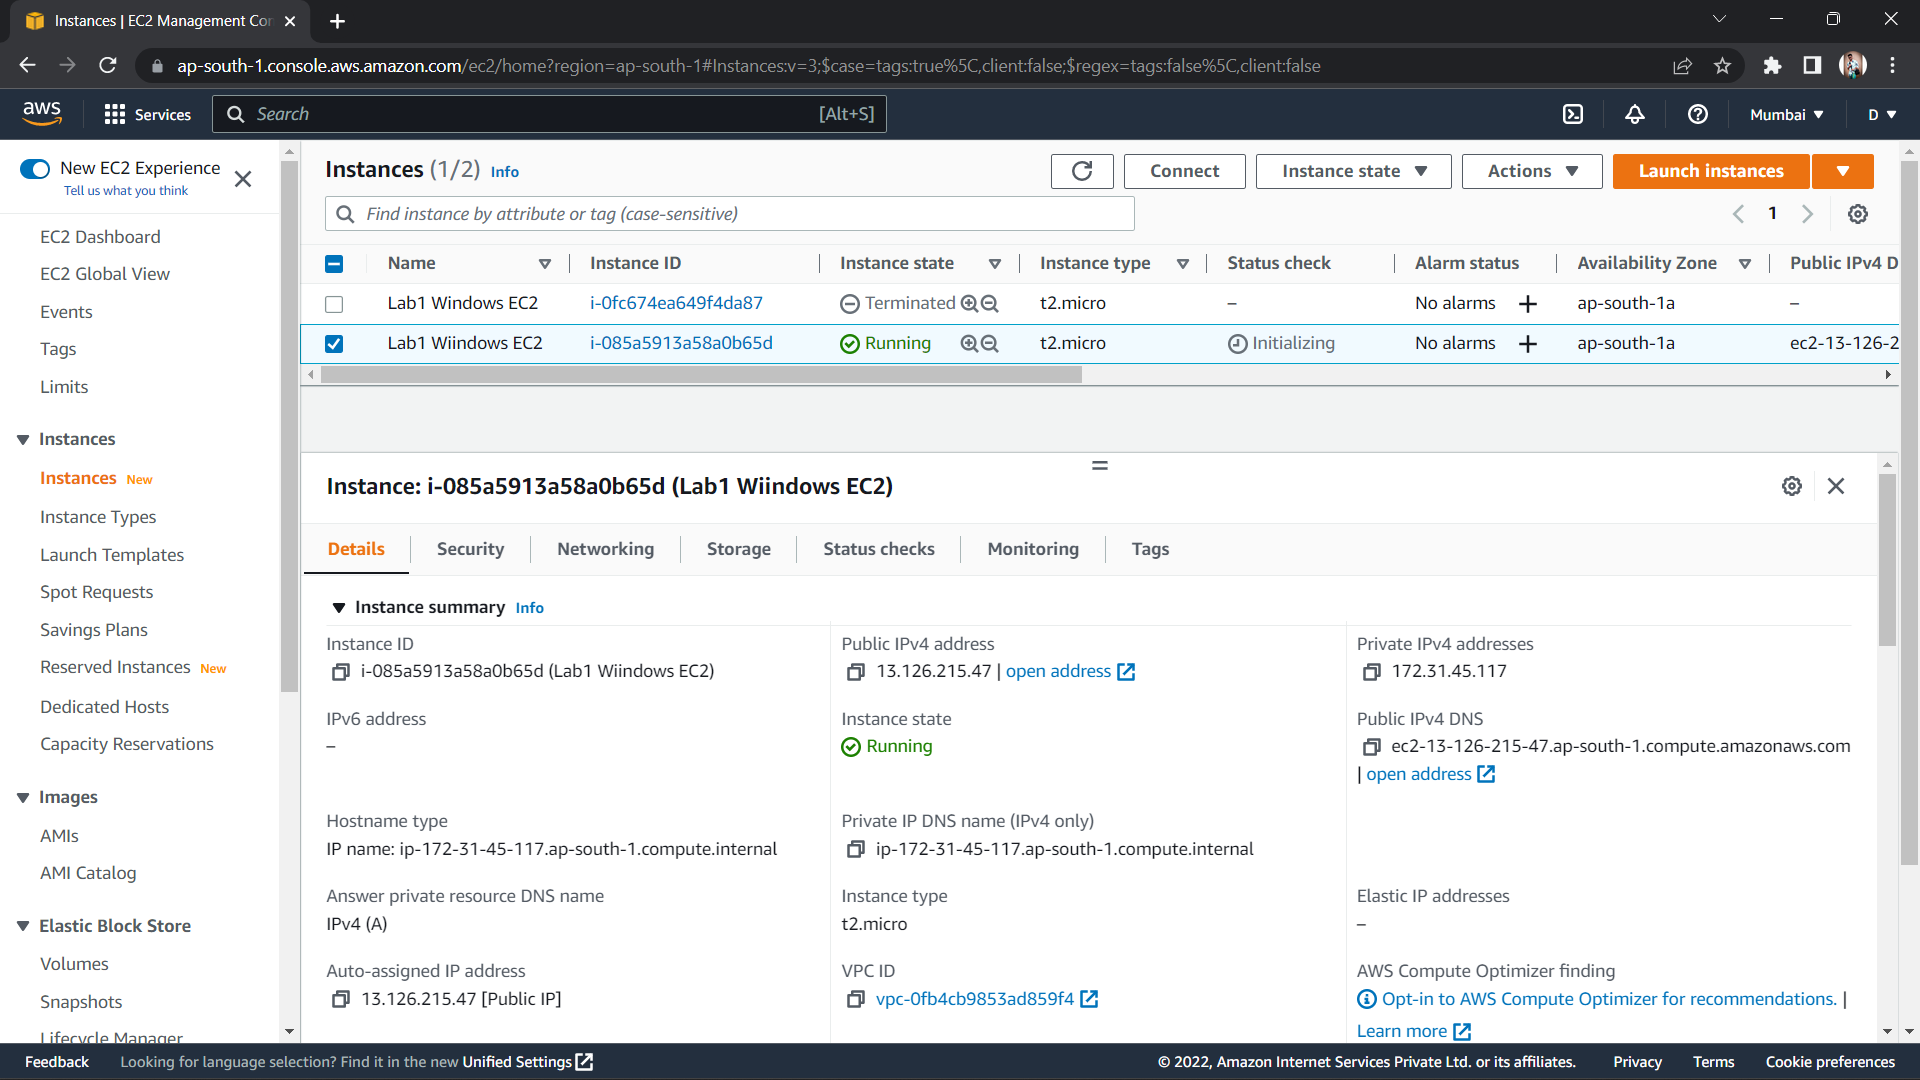 Instances | EC2 Management Con
ap-south-1.console.aws.amazon.com/ec2/home?region=ap-south-1#Instances:v=3;$case=tags:true%5C,client:false;$regex=tags:false%5C,client:false
aws
Services
Search
[Alt+S]
Mumbai
D
New EC2 Experience
Tell us what you think
EC2 Dashboard
EC2 Global View
Events
Tags
Limits
Instances
Instances New
Instance Types
Launch Templates
Spot Requests
Savings Plans
Reserved Instances New
Dedicated Hosts
Capacity Reservations
Images
AMIs
AMI Catalog
Elastic Block Store
Volumes
Snapshots
Lifecycle Manager
Instances (1/2) Info
Connect
Instance state
Actions
Launch instances
Find instance by attribute or tag (case-sensitive)
1
Name Instance ID Instance state Instance type Status check Alarm status Availability Zone Public IPv4 D
Lab1 Windows EC2 i-0fc674ea649f4da87 Terminated t2.micro – No alarms + ap-south-1a –
Lab1 Wiindows EC2 i-085a5913a58a0b65d Running t2.micro Initializing No alarms + ap-south-1a ec2-13-126-2
Instance: i-085a5913a58a0b65d (Lab1 Wiindows EC2)
Details Security Networking Storage Status checks Monitoring Tags
Instance summary Info
Instance ID
i-085a5913a58a0b65d (Lab1 Wiindows EC2)
Public IPv4 address
13.126.215.47 | open address
Private IPv4 addresses
172.31.45.117
IPv6 address
–
Instance state
Running
Public IPv4 DNS
ec2-13-126-215-47.ap-south-1.compute.amazonaws.com
| open address
Hostname type
IP name: ip-172-31-45-117.ap-south-1.compute.internal
Private IP DNS name (IPv4 only)
ip-172-31-45-117.ap-south-1.compute.internal
Answer private resource DNS name
IPv4 (A)
Instance type
t2.micro
Elastic IP addresses
–
Auto-assigned IP address
13.126.215.47 [Public IP]
VPC ID
vpc-0fb4cb9853ad859f4
AWS Compute Optimizer finding
Opt-in to AWS Compute Optimizer for recommendations. |
Learn more
Feedback
Looking for language selection? Find it in the new Unified Settings
© 2022, Amazon Internet Services Private Ltd. or its affiliates.
Privacy
Terms
Cookie preferences